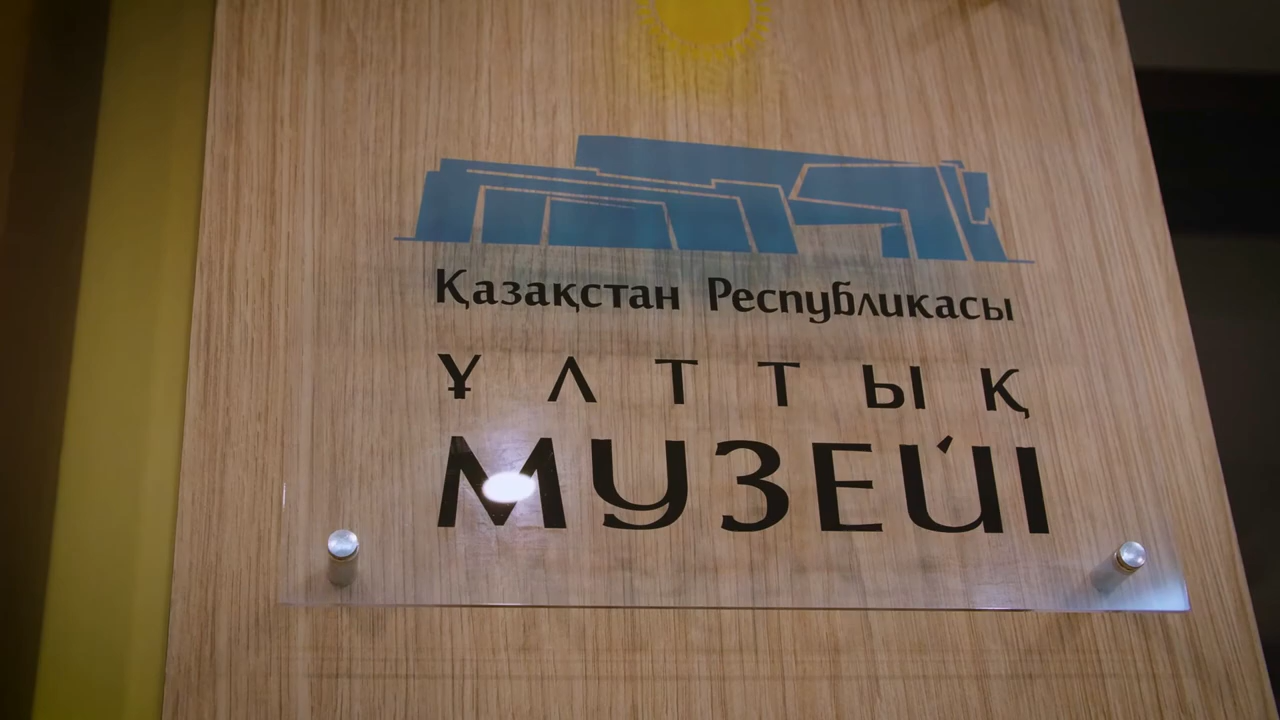 Қазақстан Республикасы
ҰЛТТЫҚ
МУЗЕЙІ